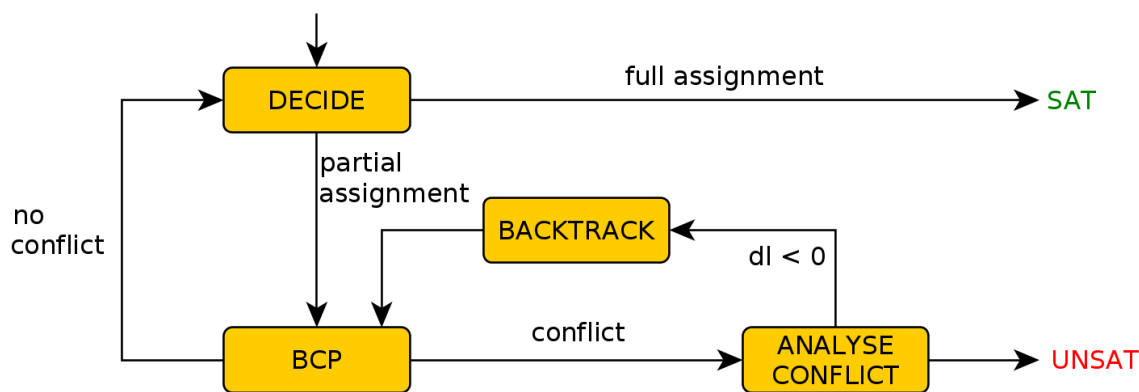 full assignment
DECIDE
SAT
partial
assignment
no
conflict
BACKTRACK
dl < 0
conflict
BCP
ANALYSE
CONFLICT
UNSAT